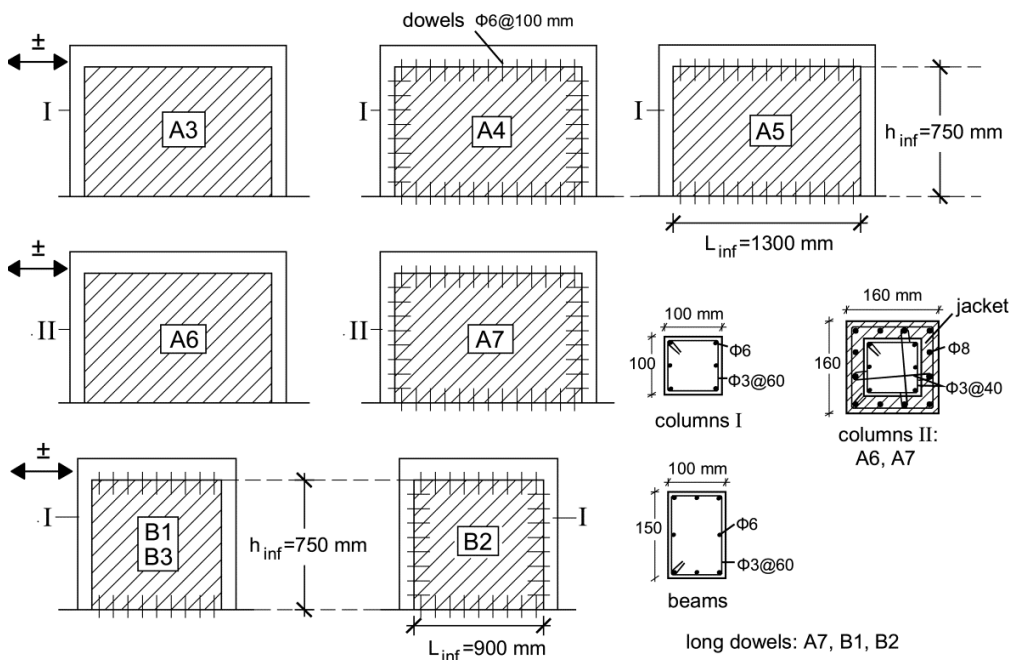 dowels Φ6@100 mm
±
I
A3
I
A4
I
A5
h inf=750 mm
L inf=1300 mm
±
II
A6
II
A7
100 mm
100
Φ6
Φ3@60
columns I
160 mm
jacket
160
Φ8
Φ3@40
columns II:
A6, A7
±
I
B1
B3
h inf=750 mm
B2
I
L inf=900 mm
100 mm
150
Φ6
Φ3@60
beams
long dowels: A7, B1, B2